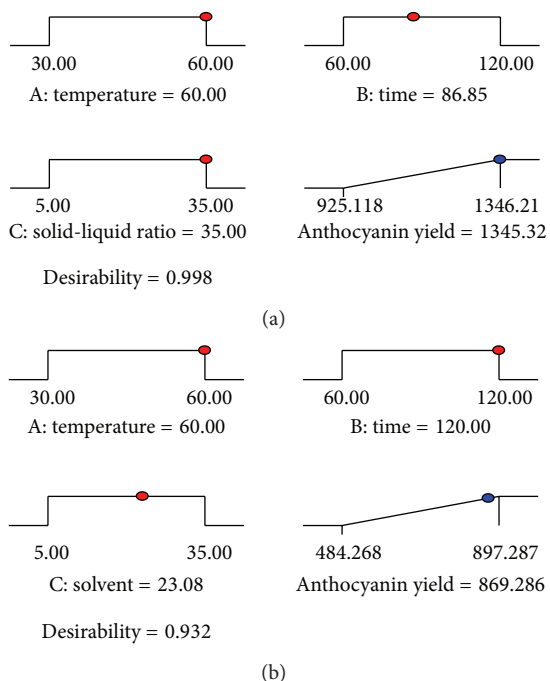 30.00 60.00 60.00 120.00
A: temperature = 60.00 B: time = 86.85
5.00 35.00 925.118 1346.21
C: solid-liquid ratio = 35.00 Anthocyanin yield = 1345.32
Desirability = 0.998
(a)
30.00 60.00 60.00 120.00
A: temperature = 60.00 B: time = 120.00
5.00 35.00 484.268 897.287
C: solvent = 23.08 Anthocyanin yield = 869.286
Desirability = 0.932
(b)